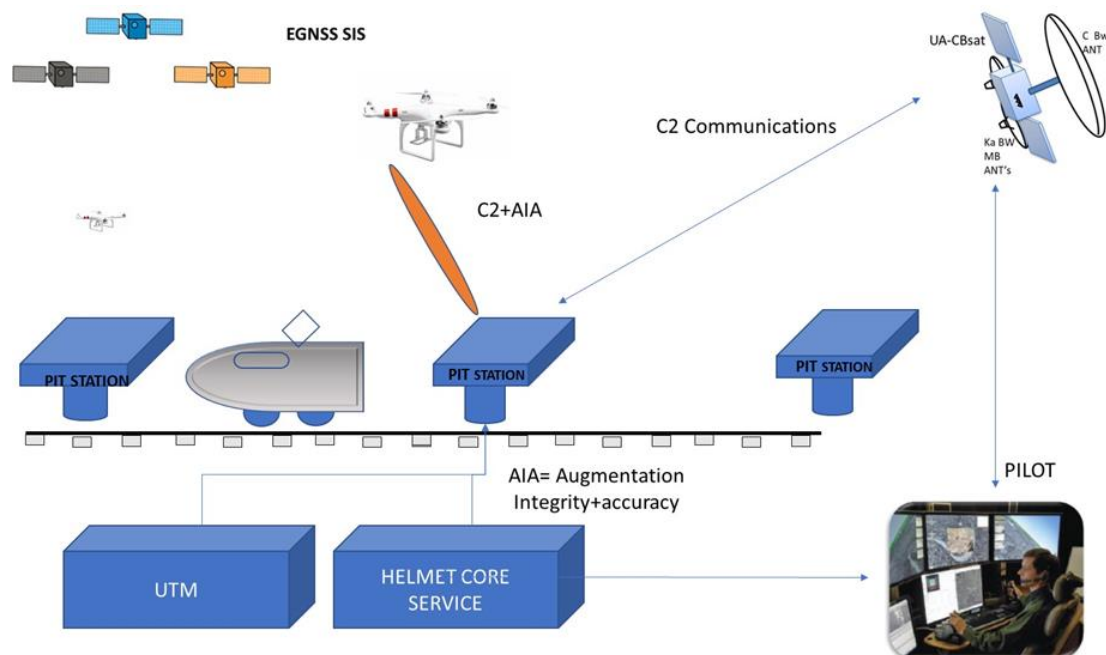 EGNSS SIS
UA-CBsat
C Bw
ANT
C2 Communications
Ka BW
MB
ANT's
C2+AIA
PIT STATION
PIT STATION
PIT STATION
AIA= Augmentation
Integrity+accuracy
PILOT
UTM
HELMET CORE
SERVICE